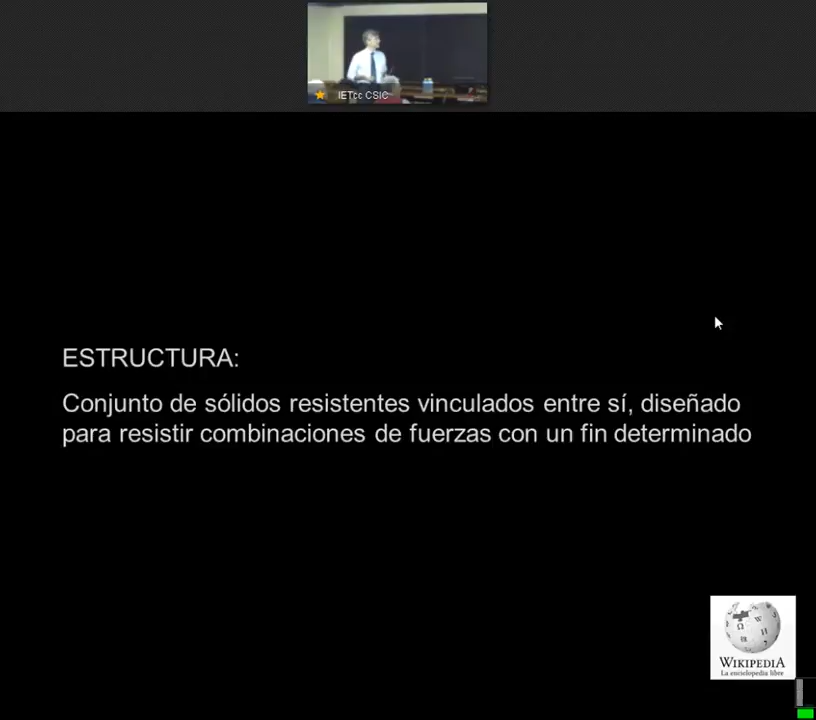 IETcc CSIC
ESTRUCTURA:
Conjunto de sólidos resistentes vinculados entre sí, diseñado
para resistir combinaciones de fuerzas con un fin determinado
WIKIPEDIA
La enciclopedia libre